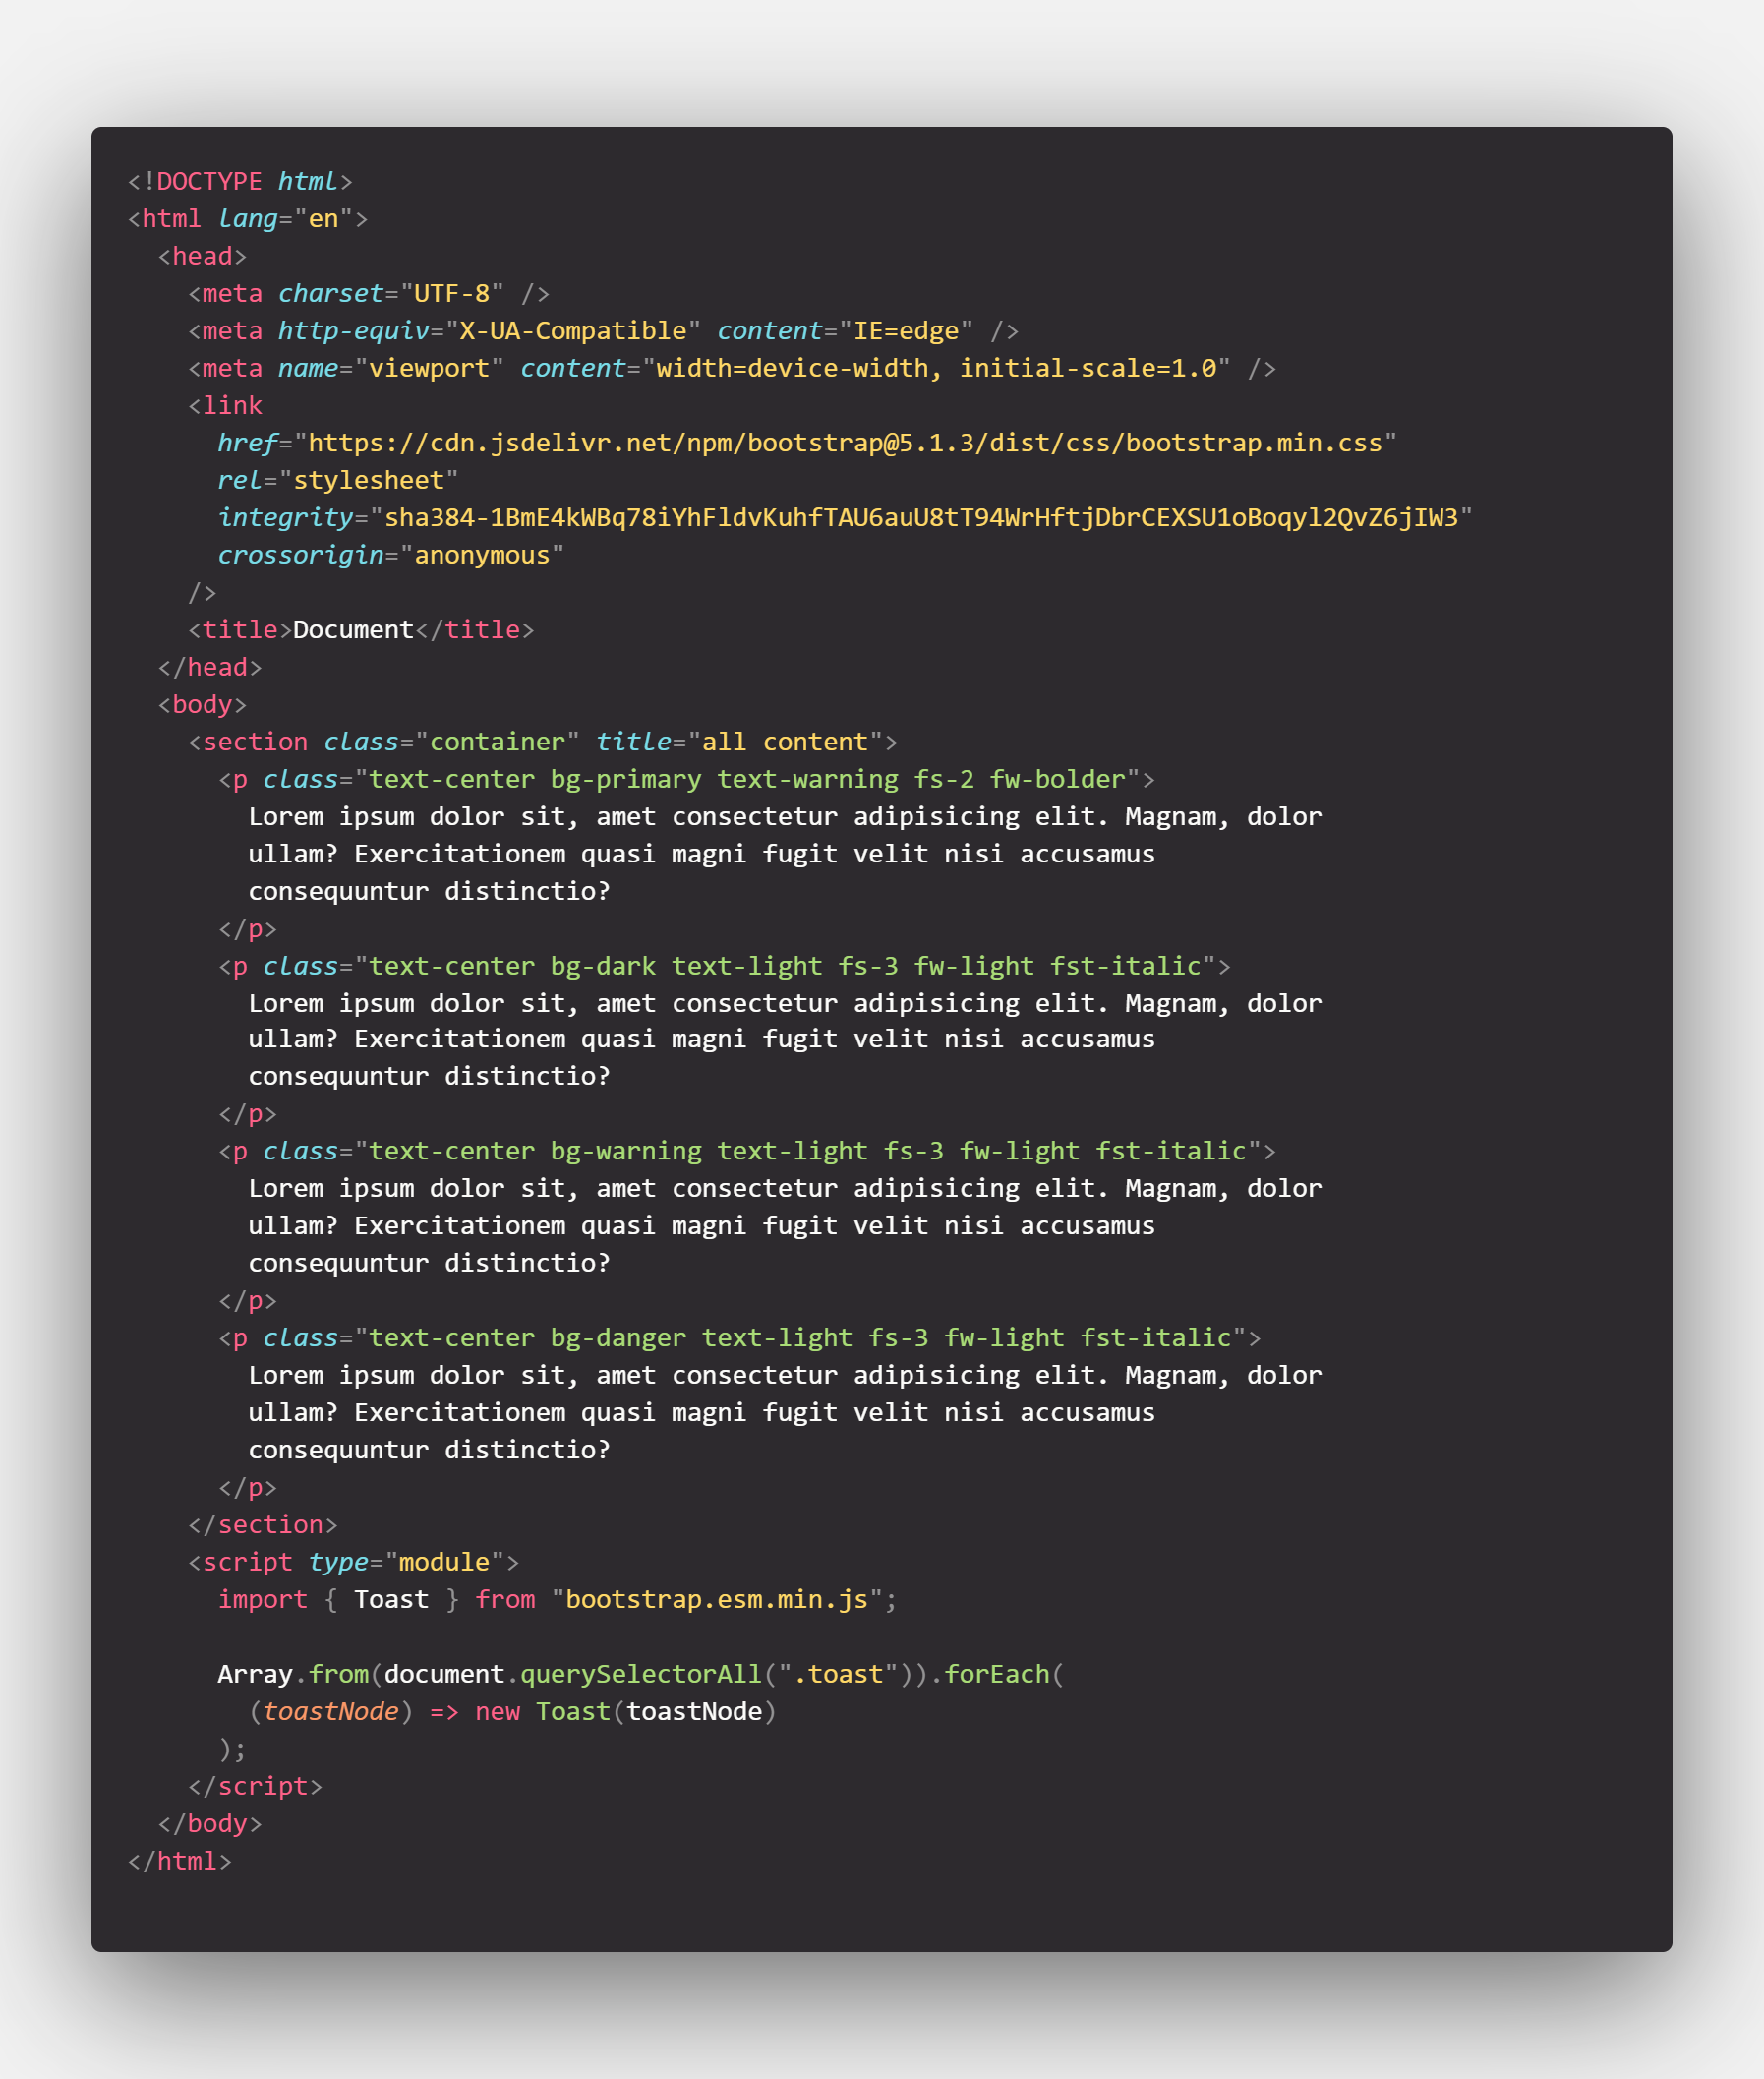 <!DOCTYPE html>
<html lang="en">
  <head>
    <meta charset="UTF-8" />
    <meta http-equiv="X-UA-Compatible" content="IE=edge" />
    <meta name="viewport" content="width=device-width, initial-scale=1.0" />
    <link
      href="https://cdn.jsdelivr.net/npm/bootstrap@5.1.3/dist/css/bootstrap.min.css"
      rel="stylesheet"
      integrity="sha384-1BmE4kWBq78iYhFldvKuhfTAU6auU8tT94WrHftjDbrCEXSU1oBoqyl2QvZ6jIW3"
      crossorigin="anonymous"
    />
    <title>Document</title>
  </head>
  <body>
    <section class="container" title="all content">
      <p class="text-center bg-primary text-warning fs-2 fw-bolder">
        Lorem ipsum dolor sit, amet consectetur adipisicing elit. Magnam, dolor
        ullam? Exercitationem quasi magni fugit velit nisi accusamus
        consequuntur distinctio?
      </p>
      <p class="text-center bg-dark text-light fs-3 fw-light fst-italic">
        Lorem ipsum dolor sit, amet consectetur adipisicing elit. Magnam, dolor
        ullam? Exercitationem quasi magni fugit velit nisi accusamus
        consequuntur distinctio?
      </p>
      <p class="text-center bg-warning text-light fs-3 fw-light fst-italic">
        Lorem ipsum dolor sit, amet consectetur adipisicing elit. Magnam, dolor
        ullam? Exercitationem quasi magni fugit velit nisi accusamus
        consequuntur distinctio?
      </p>
      <p class="text-center bg-danger text-light fs-3 fw-light fst-italic">
        Lorem ipsum dolor sit, amet consectetur adipisicing elit. Magnam, dolor
        ullam? Exercitationem quasi magni fugit velit nisi accusamus
        consequuntur distinctio?
      </p>
    </section>
    <script type="module">
      import { Toast } from "bootstrap.esm.min.js";

      Array.from(document.querySelectorAll(".toast")).forEach(
        (toastNode) => new Toast(toastNode)
      );
    </script>
  </body>
</html>